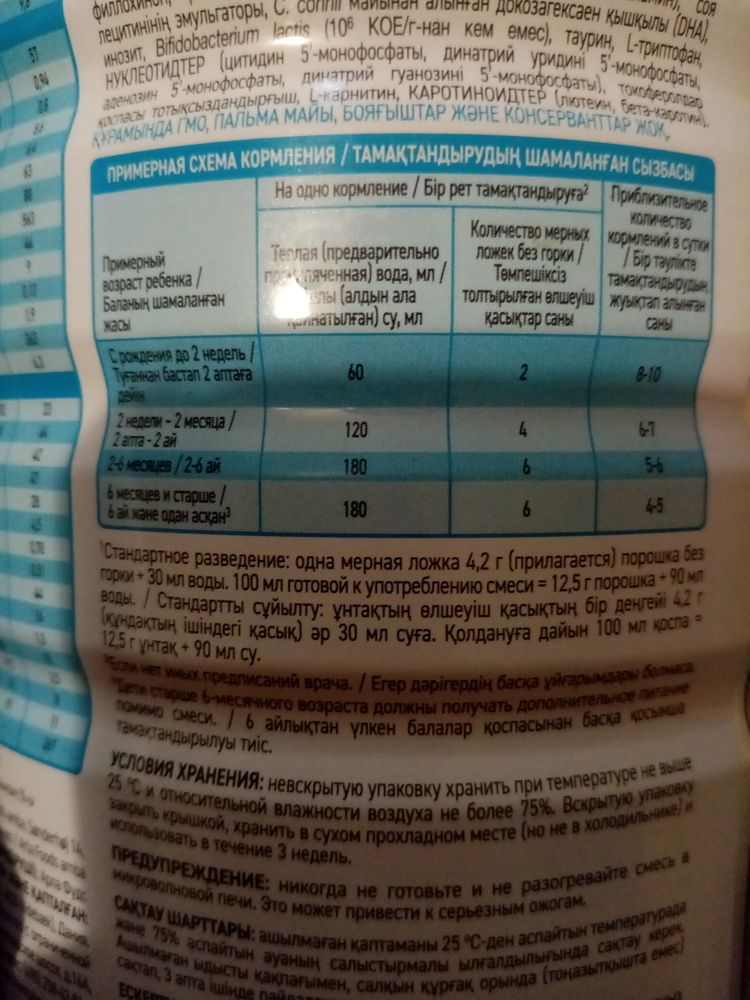 лецитинінің эмульгаторы, C. cohnii майынан алынған докозагексаен қышқылы (DHA),
инозит, Bifidobacterium lactis (10⁶ КОЕ/г-нан кем емес), таурин, L-триптофан,
НУКЛЕОТИДТЕР (цитидин 5'-монофосфаты, динатрий уридині 5'-монофосфаты,
аденозин 5'-монофосфаты, динатрий гуанозині 5'-монофосфаты), токоферолдар
қоспасы тотықсыздандырғыш, L-карнитин, КАРОТИНОИДТЕР (лютеин, бета-каротин).
ҚҰРАМЫНДА ГМО, ПАЛЬМА МАЙЫ, БОЯҒЫШТАР ЖӘНЕ КОНСЕРВАНТТАР ЖОҚ.
ПРИМЕРНАЯ СХЕМА КОРМЛЕНИЯ / ТАМАҚТАНДЫРУДЫҢ ШАМАЛАНҒАН СЫЗБАСЫ
Примерный
возраст ребенка /
Баланың шамаланған
жасы
На одно кормление / Бір рет тамақтандыруға²
Теплая (предварительно
вода, мл /
(алдын ала
қайнатылған) су, мл
Количество мерных
ложек без горки /
Төмпешіксіз
толтырылған өлшеуіш
қасықтар саны
Приблизительное
количество
кормлений в сутки
/ Бір тәулікте
тамақтандырудың
жуықтап алынған
саны
С рождения до 2 недель /
Туғаннан бастап 2 аптаға
дейін
60 2 8-10
2 недели - 2 месяца /
2 апта - 2 ай
120 4 6-7
2-6 месяцев / 2-6 ай 180 6 5-6
6 месяцев и старше /
6 ай және одан асқан³
180 6 4-5
¹Стандартное разведение: одна мерная ложка 4,2 г (прилагается) порошка без
горки + 30 мл воды. 100 мл готовой к употреблению смеси = 12,5 г порошка + 90 мл
воды. / Стандартты сұйылту: ұнтақтың өлшеуіш қасықтың бір деңгейі 4,2 г
(құндақтың ішіндегі қасық) әр 30 мл суға. Қолдануға дайын 100 мл қоспа =
12,5 г ұнтақ + 90 мл су.
²Если нет иных предписаний врача. / Егер дәрігердің басқа ұйғарымдары болмаса.
³Дети старше 6-месячного возраста должны получать дополнительное питание
помимо смеси. / 6 айлықтан үлкен балалар қоспасынан басқа қосымша
тамақтандырылуы тиіс.
УСЛОВИЯ ХРАНЕНИЯ: невскрытую упаковку хранить при температуре не выше
25 °С и относительной влажности воздуха не более 75%. Вскрытую упаковку
закрыть крышкой, хранить в сухом прохладном месте (но не в холодильнике) и
использовать в течение 3 недель.
ПРЕДУПРЕЖДЕНИЕ: никогда не готовьте и не разогревайте смесь в
микроволновой печи. Это может привести к серьезным ожогам.
САҚТАУ ШАРТТАРЫ: ашылмаған қаптаманы 25 °С-ден аспайтын температурада
және 75% аспайтын ауаның салыстырмалы ылғалдылығында сақтау керек.
Ашылмаған ыдысты қақпағымен, салқын құрғақ орында (тоңазытқышта емес)
сақтап, 3 апта ішінде